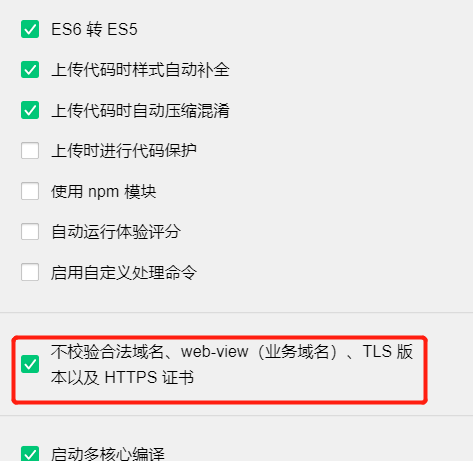 ES6 转 ES5
上传代码时样式自动补全
上传代码时自动压缩混淆
上传时进行代码保护
使用 npm 模块
自动运行体验评分
启用自定义处理命令
不校验合法域名、web-view（业务域名）、TLS 版
本以及 HTTPS 证书
启动多核心编译